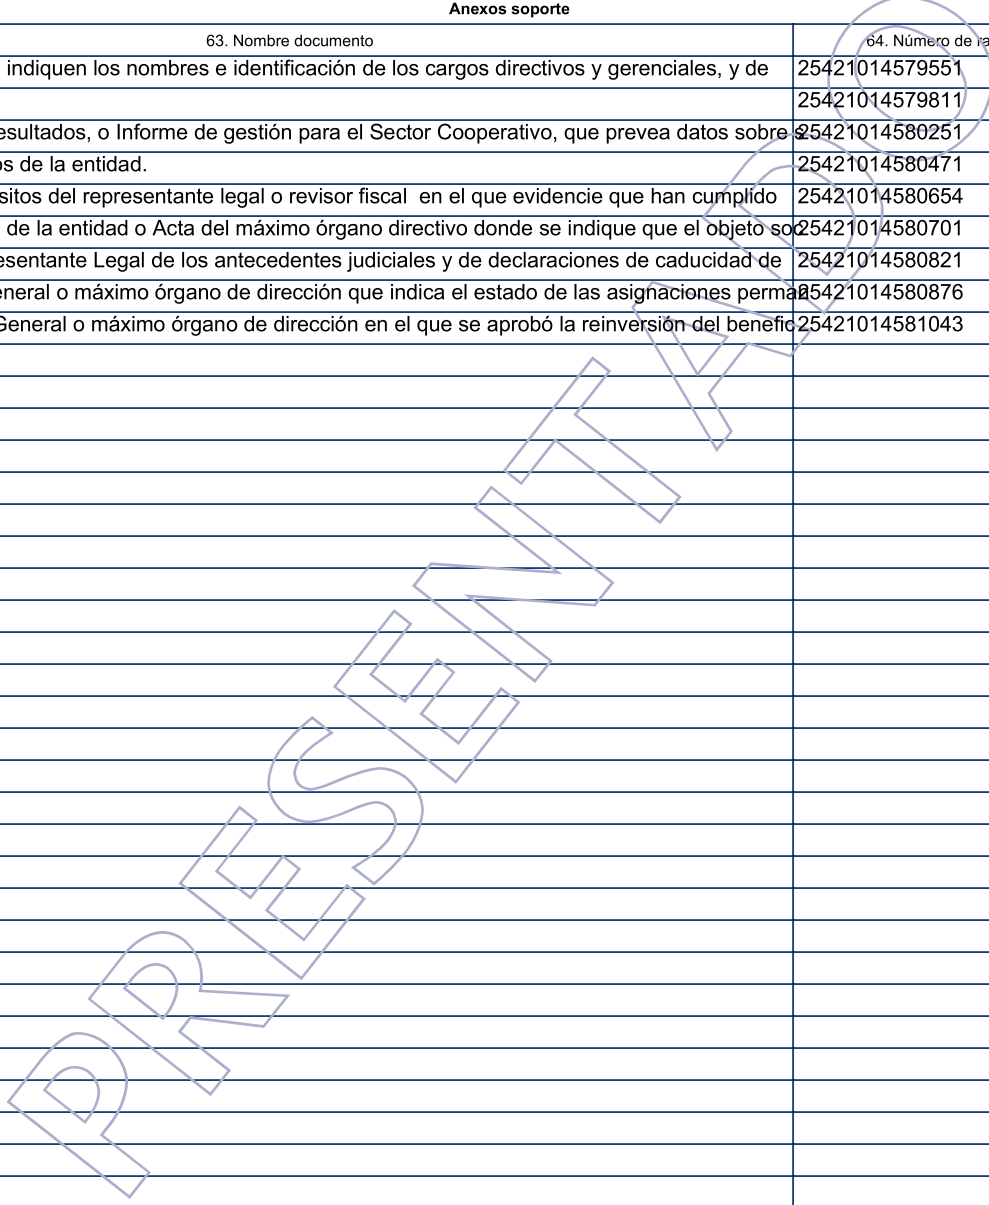 Anexos soporte
63. Nombre documento 64. Número de ra
indiquen los nombres e identificación de los cargos directivos y gerenciales, y de 25421014579551
25421014579811
esultados, o Informe de gestión para el Sector Cooperativo, que prevea datos sobre s 25421014580251
os de la entidad. 25421014580471
sitos del representante legal o revisor fiscal en el que evidencie que han cumplido 25421014580654
de la entidad o Acta del máximo órgano directivo donde se indique que el objeto soc 25421014580701
esentante Legal de los antecedentes judiciales y de declaraciones de caducidad de 25421014580821
eneral o máximo órgano de dirección que indica el estado de las asignaciones perman 25421014580876
General o máximo órgano de dirección en el que se aprobó la reinversión del benefic 25421014581043
PRESENTADO